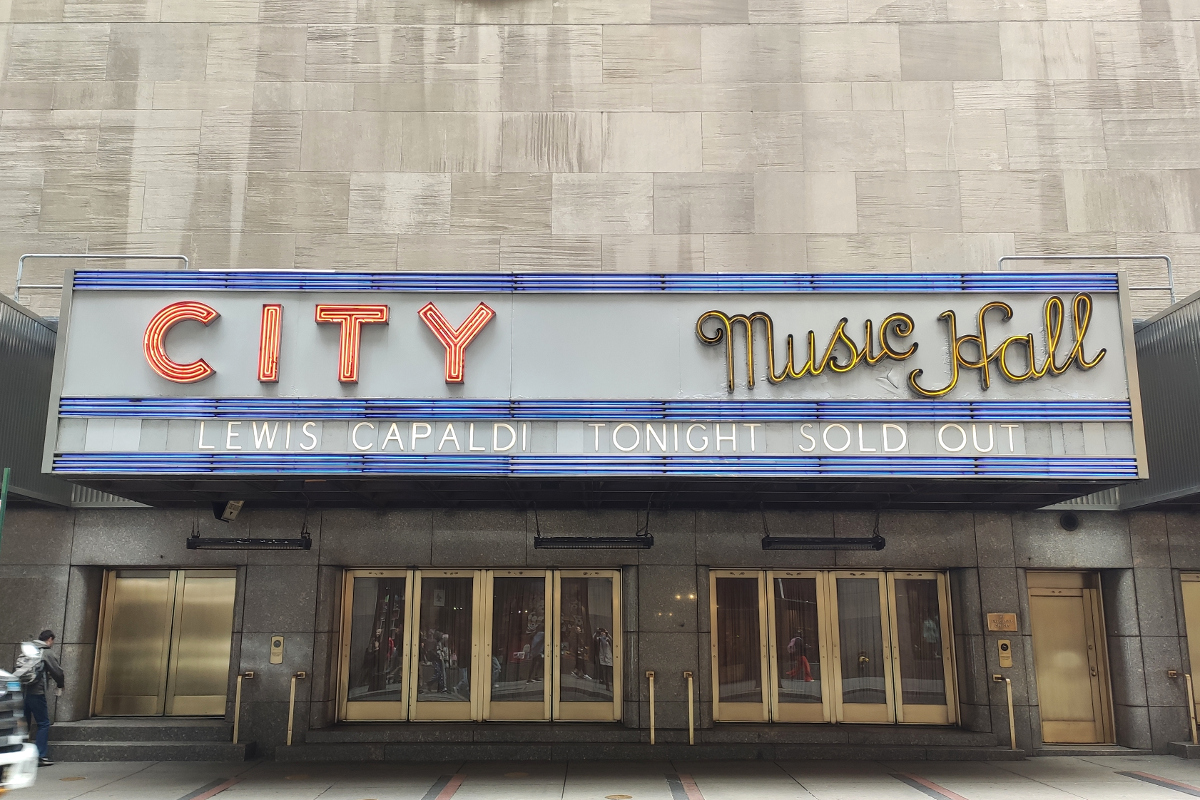 CITY Music Hall
LEWIS CAPALDI TONIGHT SOLD OUT